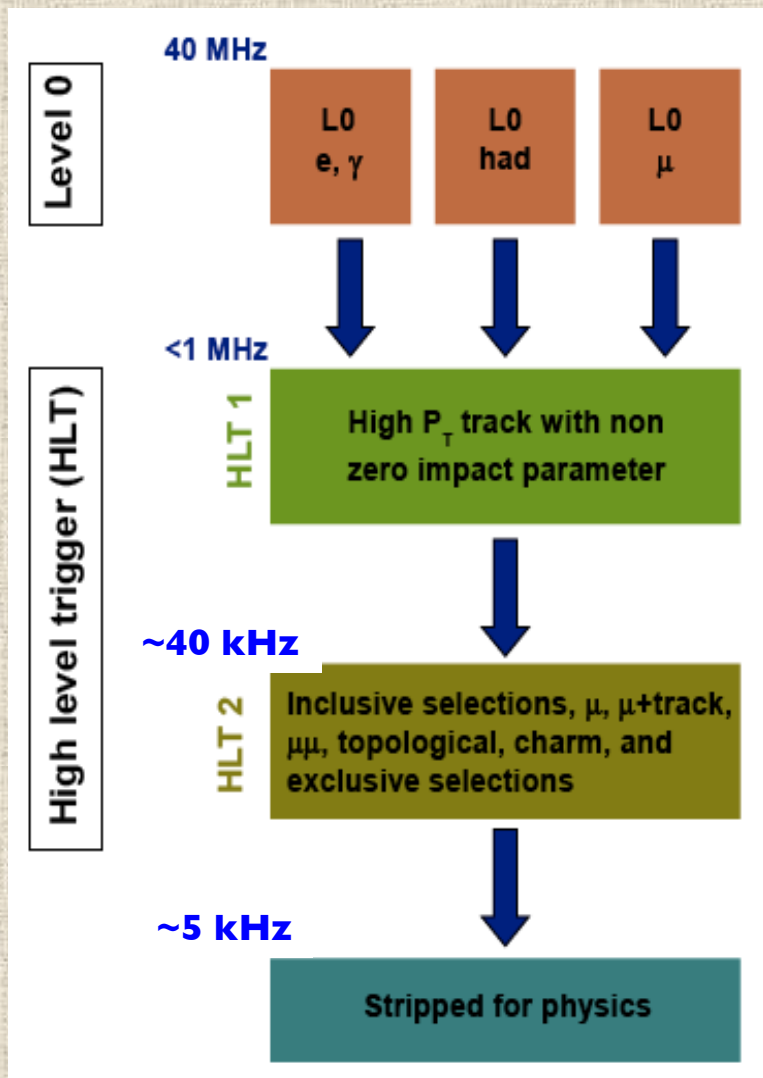 Level 0
40 MHz
L0
e, γ
L0
had
L0
μ
High level trigger (HLT)
<1 MHz
HLT 1
High P_T track with non
zero impact parameter
~40 kHz
HLT 2
Inclusive selections, μ, μ+track,
μμ, topological, charm, and
exclusive selections
~5 kHz
Stripped for physics